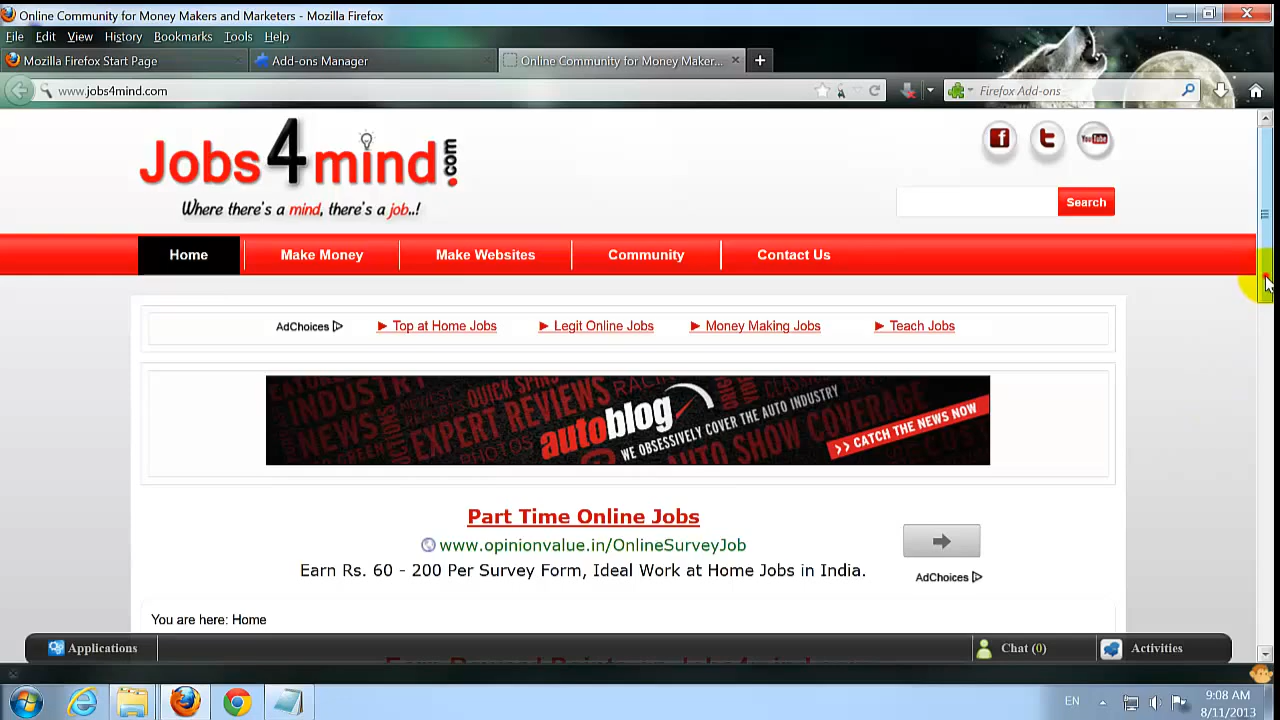 Online Community for Money Makers and Marketers - Mozilla Firefox
File Edit View History Bookmarks Tools Help
Mozilla Firefox Start Page
Add-ons Manager
Online Community for Money Maker...
www.jobs4mind.com
Firefox Add-ons
Jobs4mind.com
Where there's a mind, there's a job..!
f t YouTube
Search
Home Make Money Make Websites Community Contact Us
AdChoices Top at Home Jobs Legit Online Jobs Money Making Jobs Teach Jobs
INDUSTRY QUICK SPINS RACING CLASSIC
EXPERT REVIEWS
autoblog
WE OBSESSIVELY COVER THE AUTO INDUSTRY
PHOTOS AUTO SHOW COVERAGE
>> CATCH THE NEWS NOW
Part Time Online Jobs
www.opinionvalue.in/OnlineSurveyJob
Earn Rs. 60 - 200 Per Survey Form, Ideal Work at Home Jobs in India.
AdChoices
You are here: Home
Applications
Chat (0)
Activities
EN
9:08 AM
8/11/2013